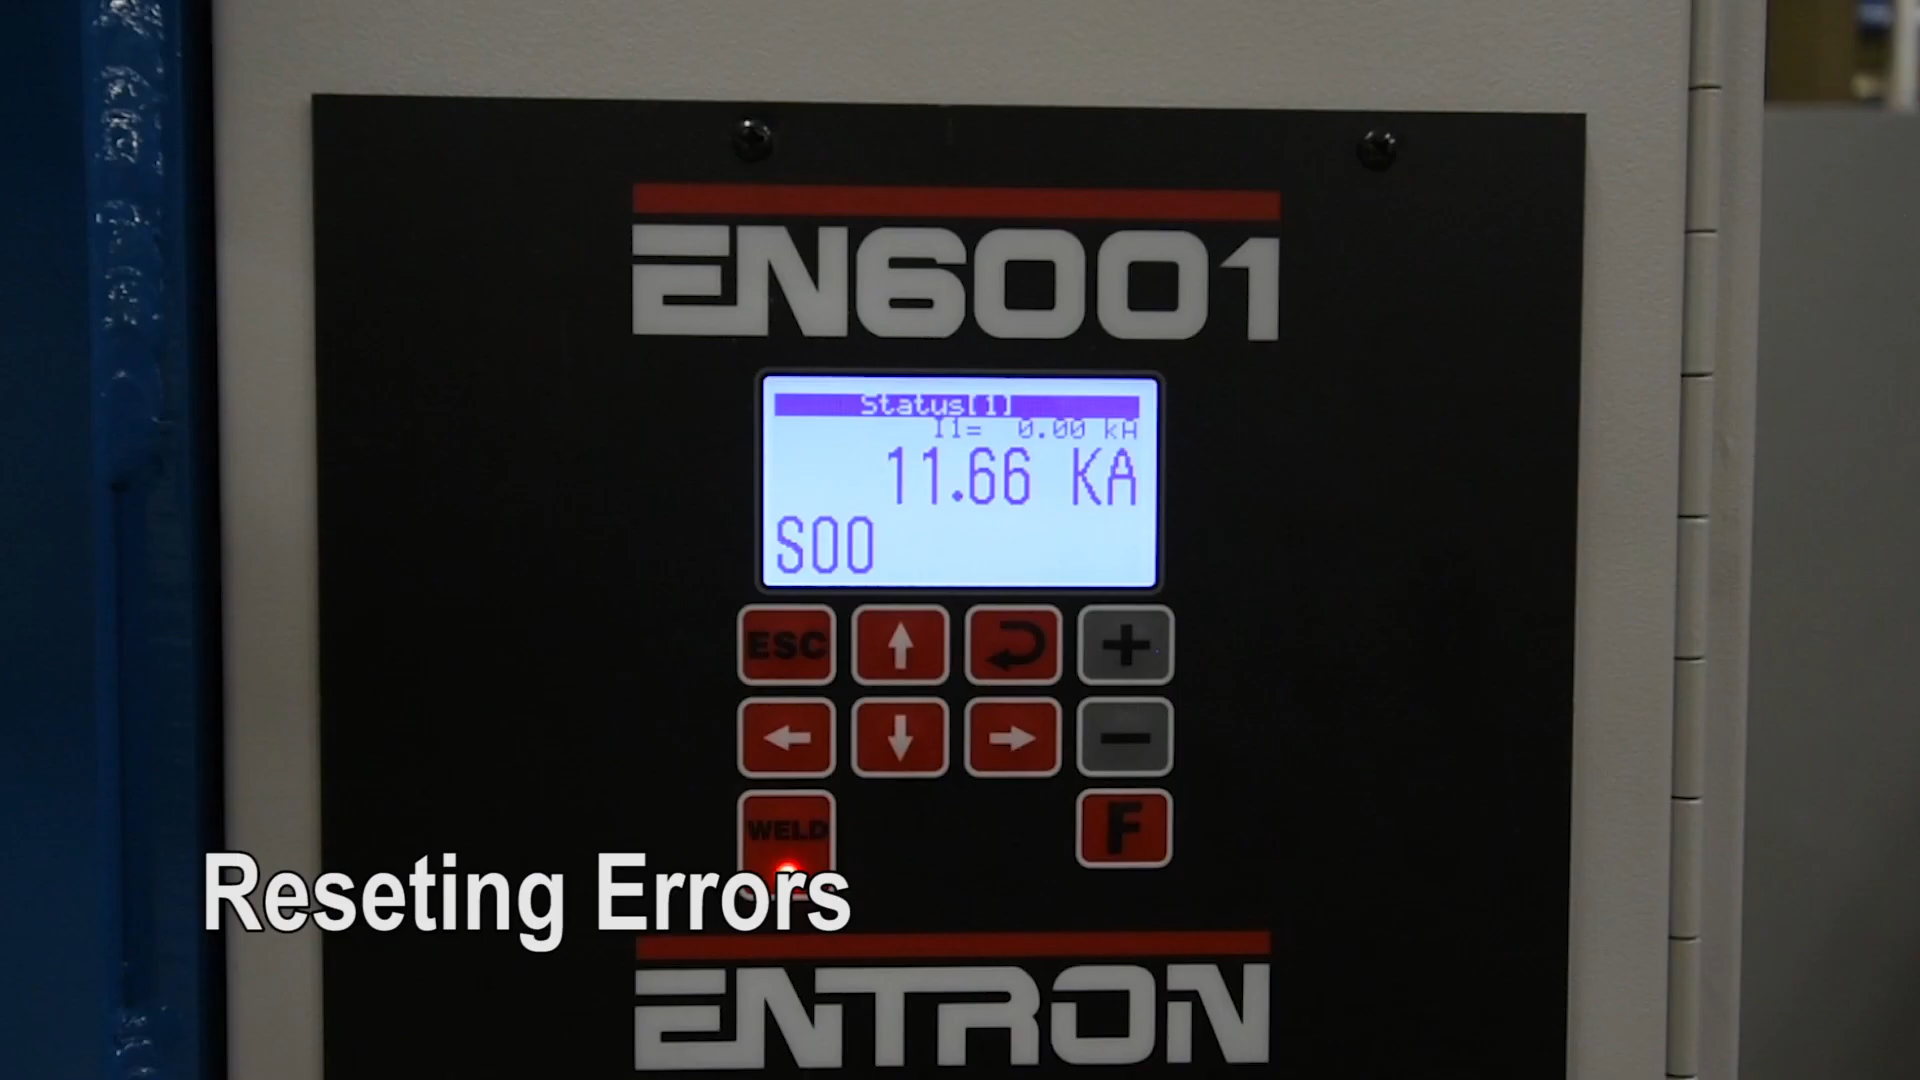 EN6001
Status[1]
I1= 0.00 kA
11.66 KA
S00
ESC
+
-
WELD
F
Reseting Errors
ENTRON